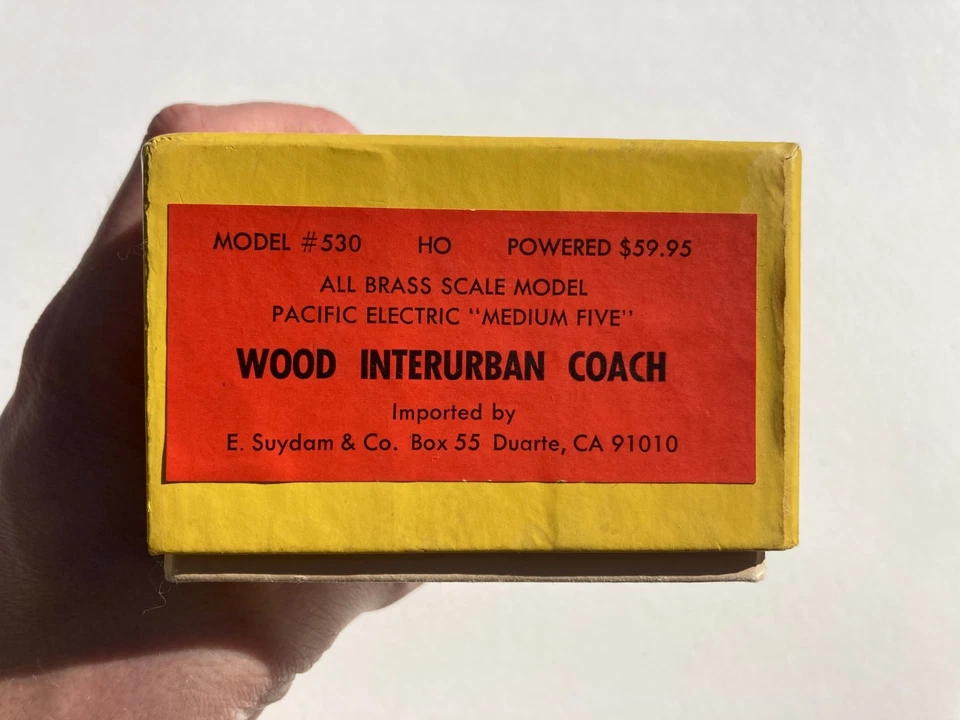 MODEL #530 HO POWERED $59.95
ALL BRASS SCALE MODEL
PACIFIC ELECTRIC "MEDIUM FIVE"
WOOD INTERURBAN COACH
Imported by
E. Suydam & Co. Box 55 Duarte, CA 91010